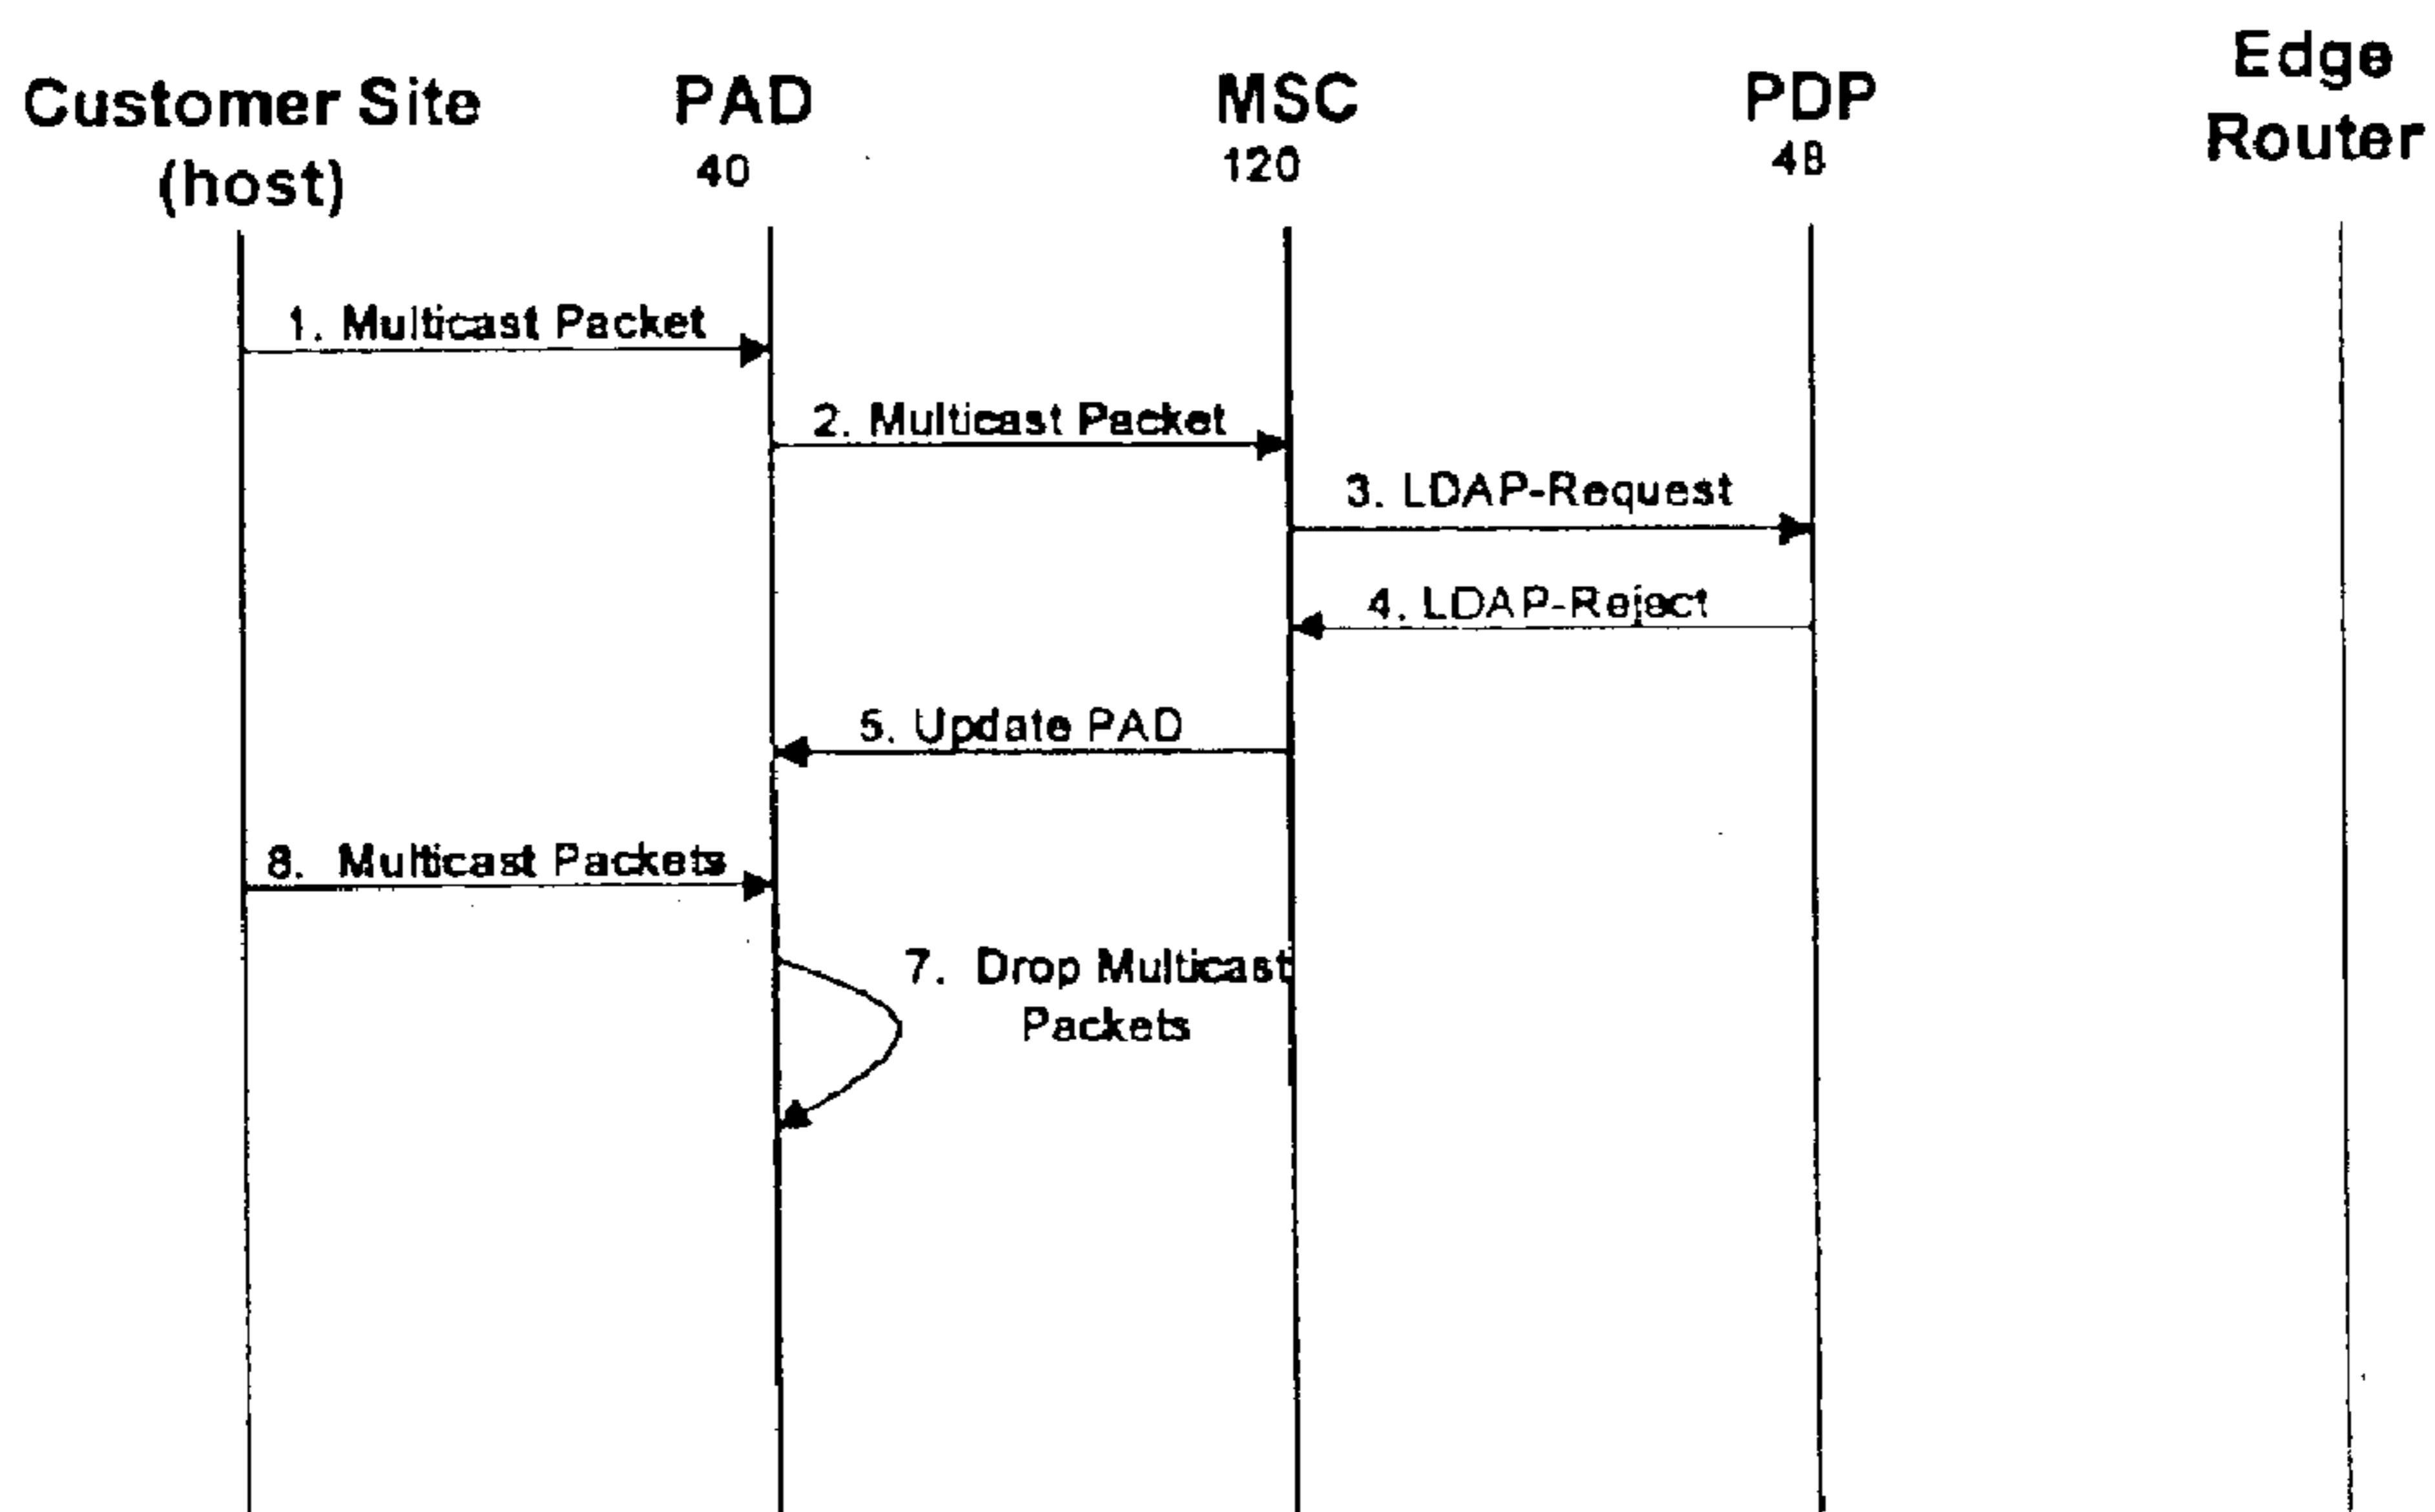 Customer Site
(host)
PAD
40
MSC
120
PDP
48
Edge
Router
1. Multicast Packet
2. Multicast Packet
3. LDAP-Request
4. LDAP-Reject
5. Update PAD
8. Multicast Packets
7. Drop Multicast
Packets